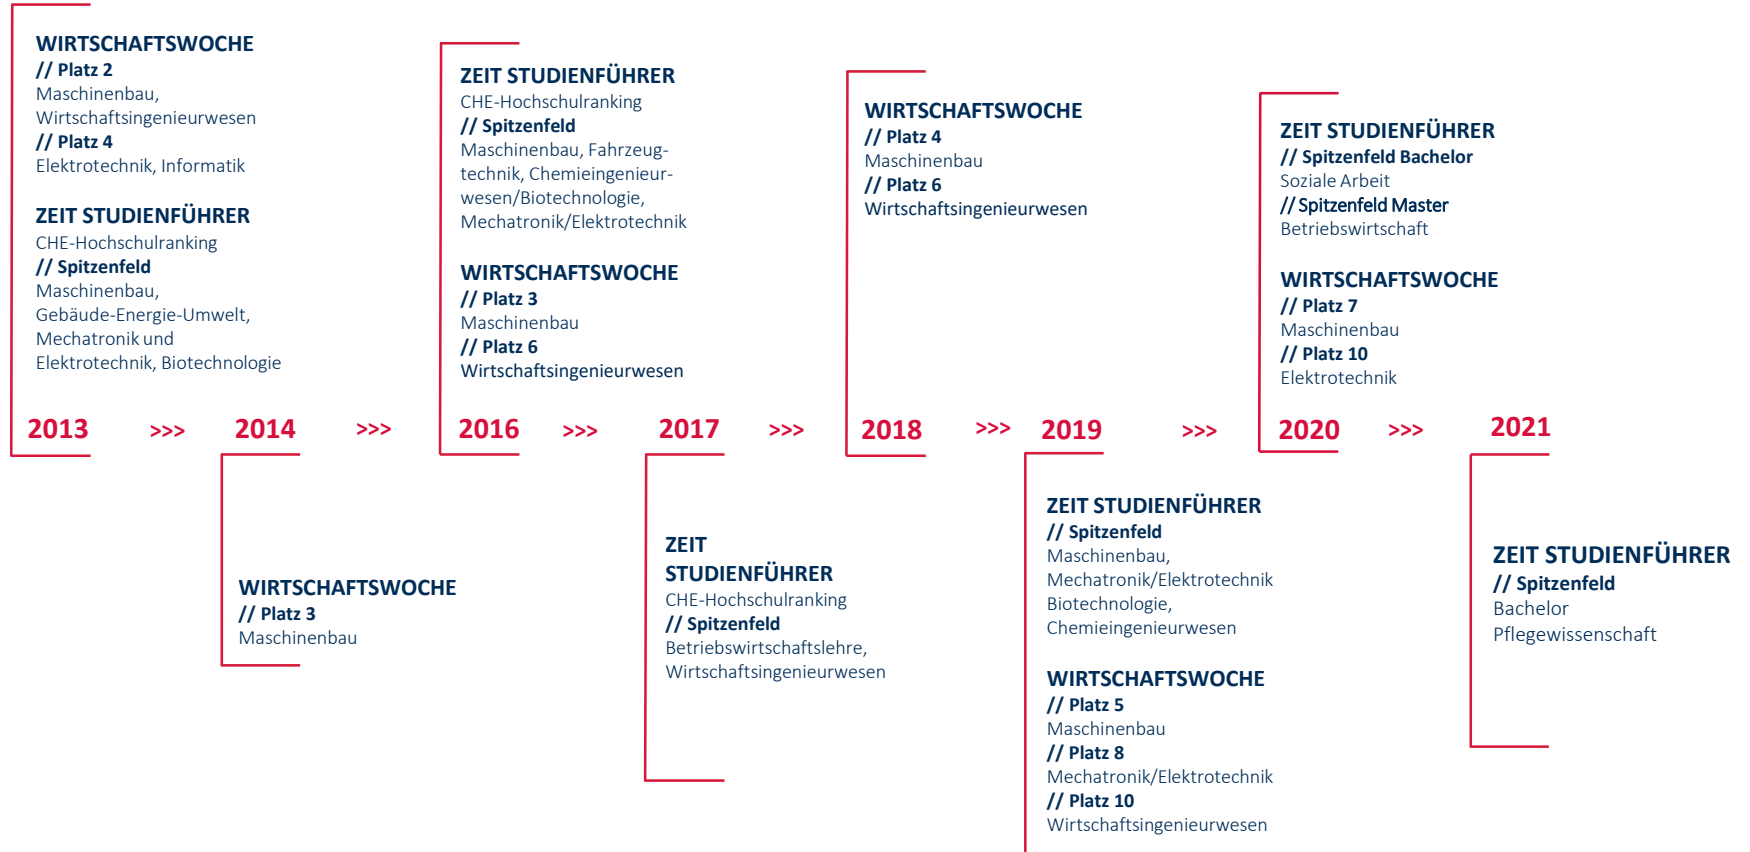 WIRTSCHAFTSWOCHE
// Platz 2
Maschinenbau,
Wirtschaftsingenieurwesen
// Platz 4
Elektrotechnik, Informatik
ZEIT STUDIENFÜHRER
CHE-Hochschulranking
// Spitzenfeld
Maschinenbau,
Gebäude-Energie-Umwelt,
Mechatronik und
Elektrotechnik, Biotechnologie
ZEIT STUDIENFÜHRER
CHE-Hochschulranking
// Spitzenfeld
Maschinenbau, Fahrzeug-
technik, Chemieingenieur-
wesen/Biotechnologie,
Mechatronik/Elektrotechnik
WIRTSCHAFTSWOCHE
// Platz 3
Maschinenbau
// Platz 6
Wirtschaftsingenieurwesen
WIRTSCHAFTSWOCHE
// Platz 4
Maschinenbau
// Platz 6
Wirtschaftsingenieurwesen
ZEIT STUDIENFÜHRER
// Spitzenfeld Bachelor
Soziale Arbeit
// Spitzenfeld Master
Betriebswirtschaft
WIRTSCHAFTSWOCHE
// Platz 7
Maschinenbau
// Platz 10
Elektrotechnik
2013 >>> 2014 >>> 2016 >>> 2017 >>> 2018 >>> 2019 >>> 2020 >>> 2021
WIRTSCHAFTSWOCHE
// Platz 3
Maschinenbau
ZEIT
STUDIENFÜHRER
CHE-Hochschulranking
// Spitzenfeld
Betriebswirtschaftslehre,
Wirtschaftsingenieurwesen
ZEIT STUDIENFÜHRER
// Spitzenfeld
Maschinenbau,
Mechatronik/Elektrotechnik
Biotechnologie,
Chemieingenieurwesen
WIRTSCHAFTSWOCHE
// Platz 5
Maschinenbau
// Platz 8
Mechatronik/Elektrotechnik
// Platz 10
Wirtschaftsingenieurwesen
ZEIT STUDIENFÜHRER
// Spitzenfeld
Bachelor
Pflegewissenschaft